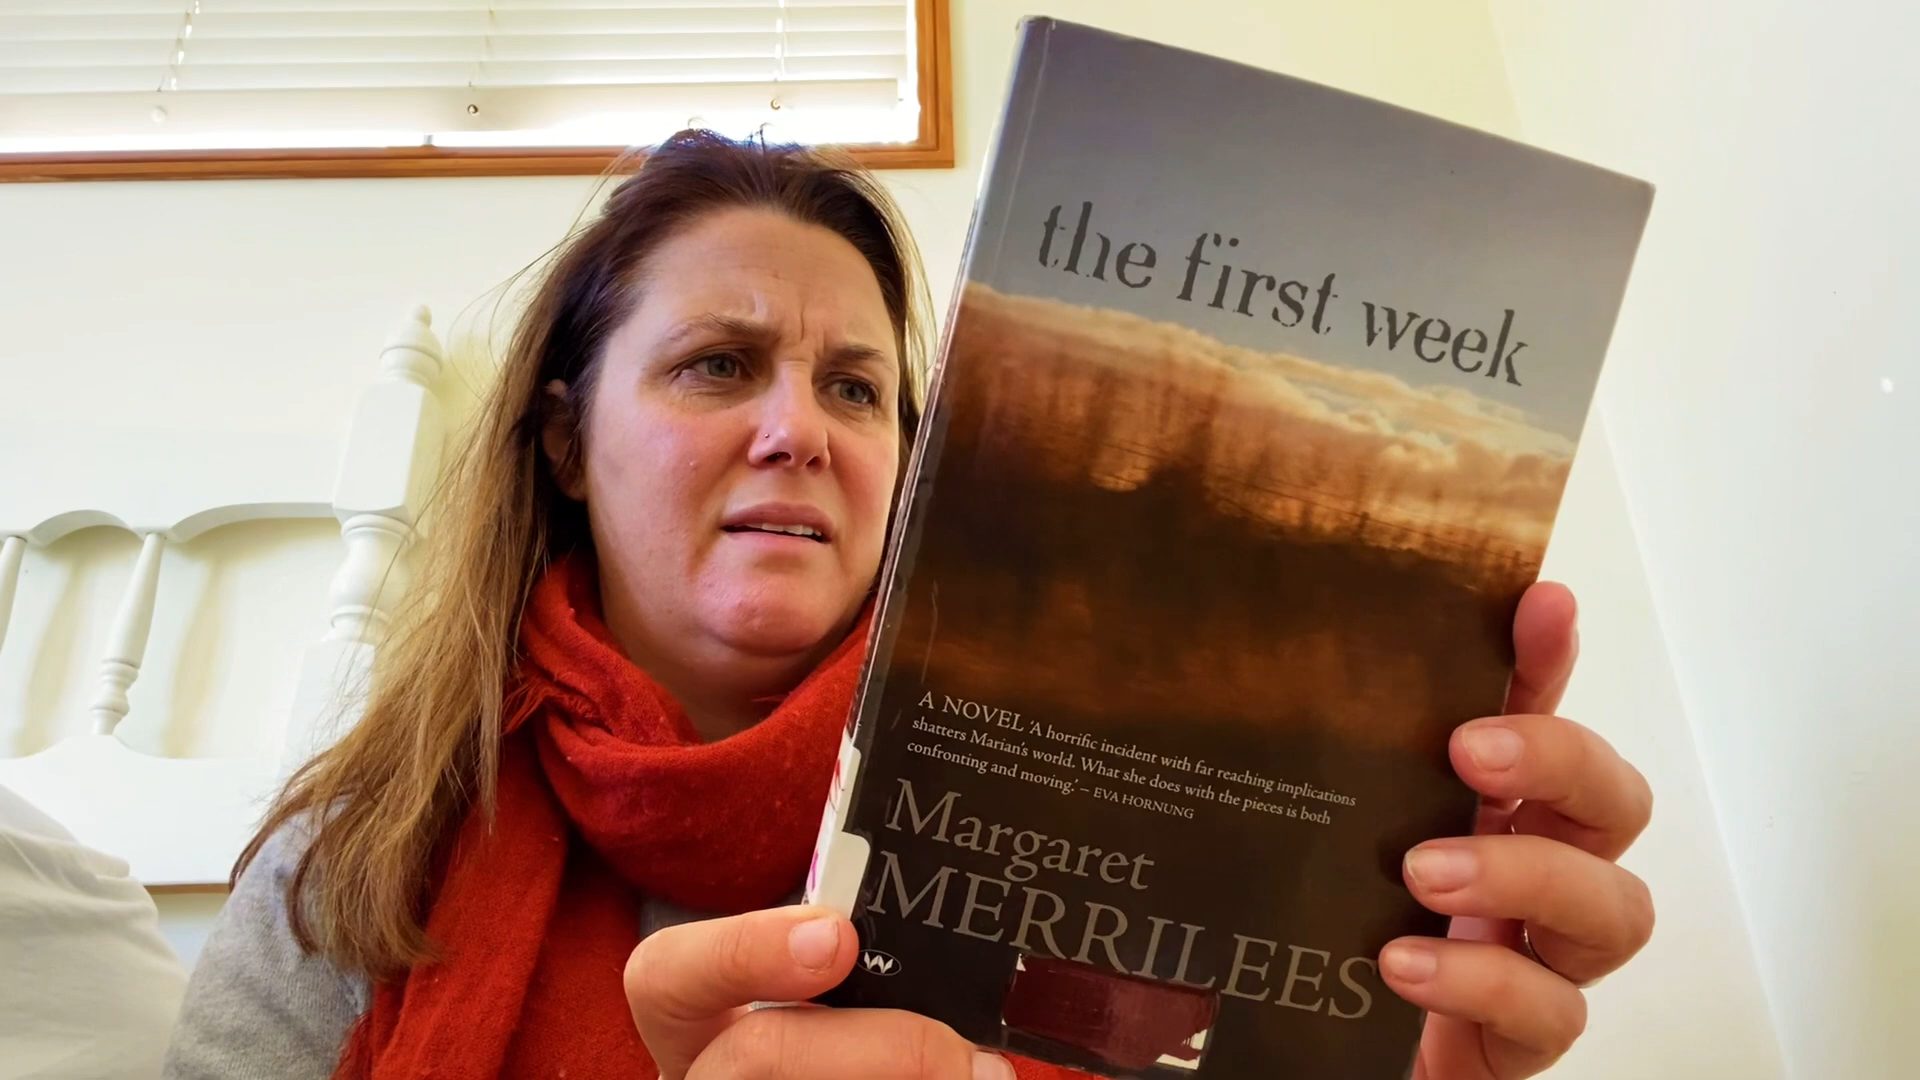 the first week
A NOVEL ‘A horrific incident with far reaching implications
shatters Marian's world. What she does with the pieces is both
confronting and moving.’ – EVA HORNUNG
Margaret
MERRILEES
W